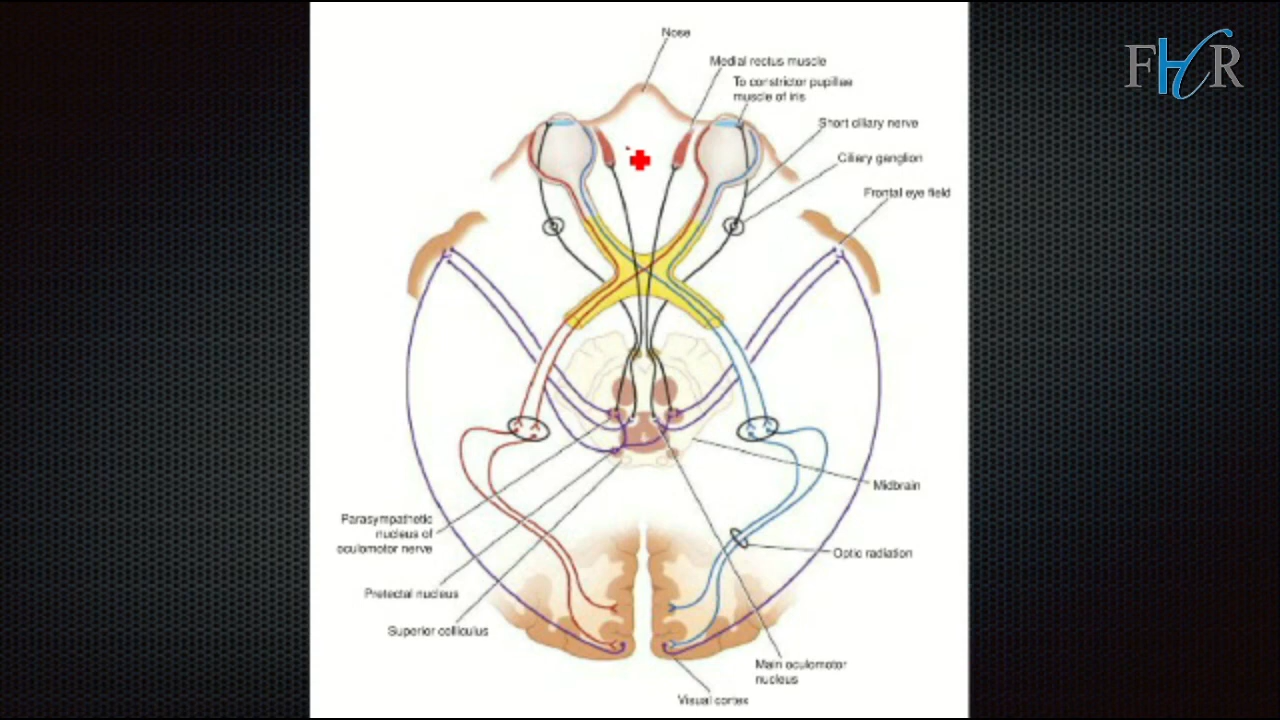 FHR
Nose
Medial rectus muscle
To constrictor pupillae
muscle of iris
Short ciliary nerve
Ciliary ganglion
Frontal eye field
Midbrain
Parasympathetic
nucleus of
oculomotor nerve
Optic radiation
Pretectal nucleus
Superior colliculus
Main oculomotor
nucleus
Visual cortex